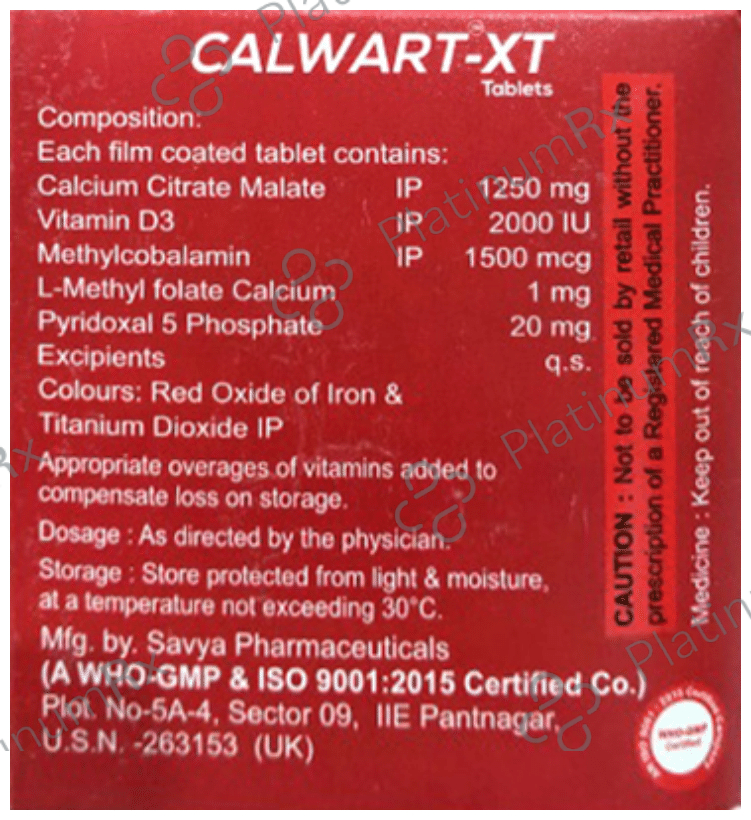 CALWART-XT
Tablets
Composition:
Each film coated tablet contains:
Calcium Citrate Malate IP 1250 mg
Vitamin D3 IP 2000 IU
Methylcobalamin IP 1500 mcg
L-Methyl folate Calcium 1 mg
Pyridoxal 5 Phosphate 20 mg
Excipients q.s.
Colours: Red Oxide of Iron &
Titanium Dioxide IP
Appropriate overages of vitamins added to
compensate loss on storage.
Dosage : As directed by the physician.
Storage : Store protected from light & moisture,
at a temperature not exceeding 30°C.
Mfg. by. Savya Pharmaceuticals
(A WHO-GMP & ISO 9001:2015 Certified Co.)
Plot. No-5A-4, Sector 09, IIE Pantnagar,
U.S.N. -263153 (UK)
CAUTION : Not to be sold by retail without the
prescription of a Registered Medical Practitioner.
Medicine : Keep out of reach of children.
WHO-GMP
Certified
PlatinumRx
PlatinumRx
PlatinumRx